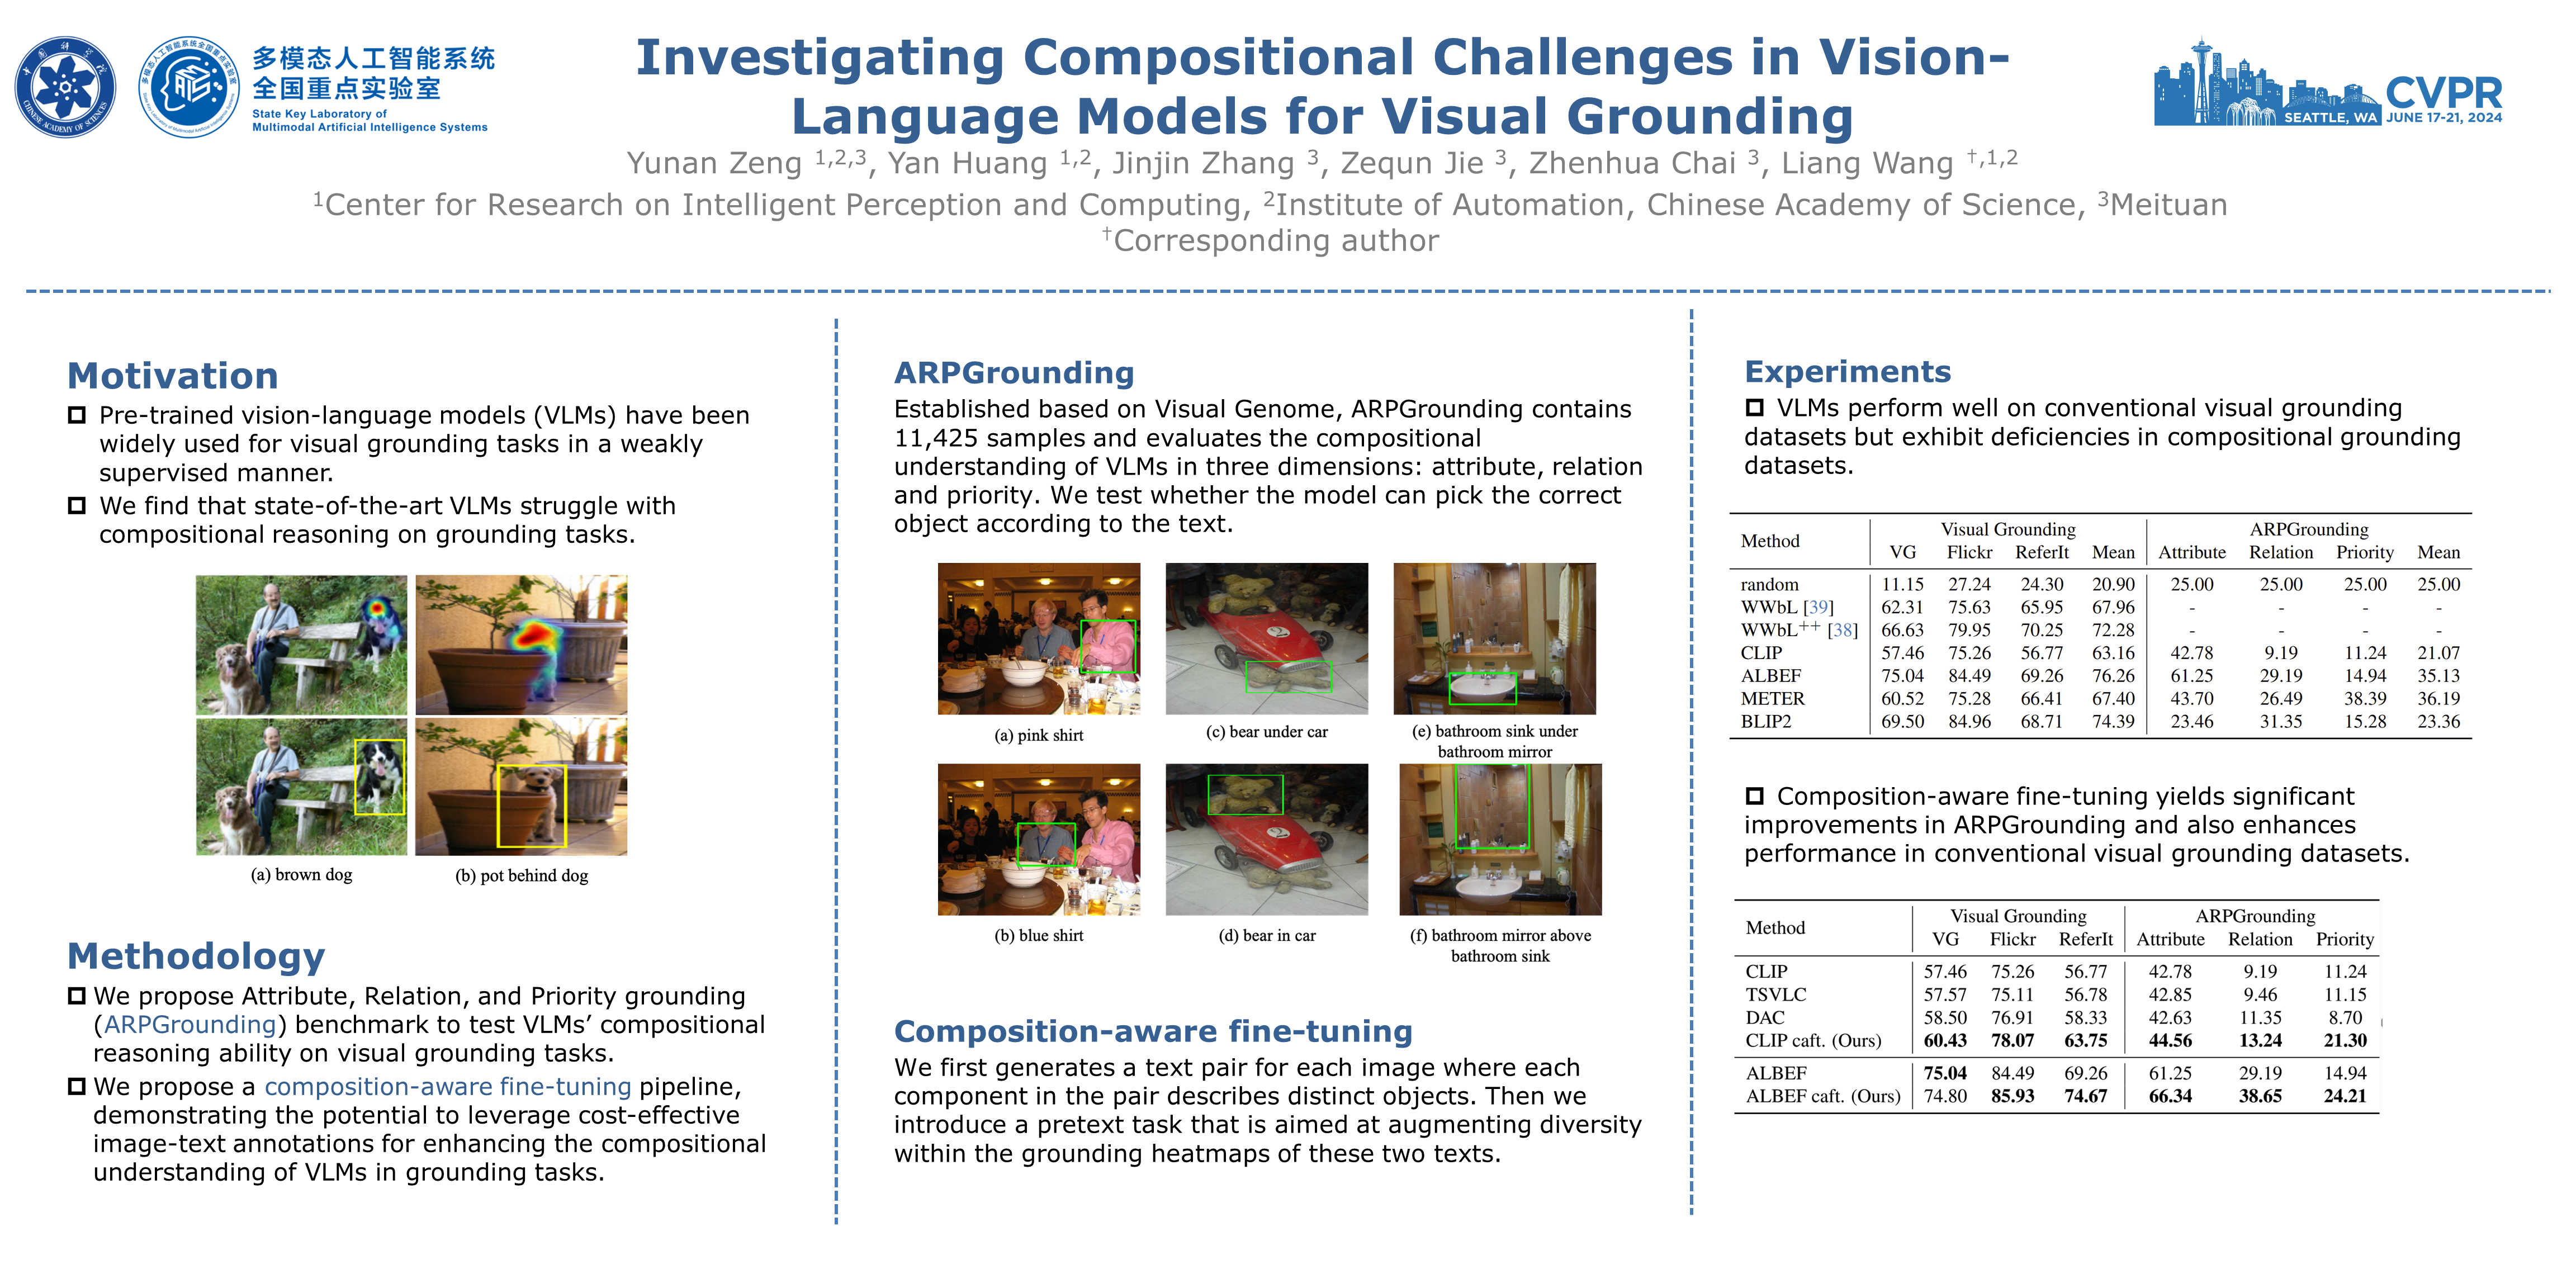 多模态人工智能系统
全国重点实验室
State Key Laboratory of
Multimodal Artificial Intelligence Systems
CHINESE ACADEMY OF SCIENCES
Investigating Compositional Challenges in Vision-
Language Models for Visual Grounding
Yunan Zeng 1,2,3, Yan Huang 1,2, Jinjin Zhang 3, Zequn Jie 3, Zhenhua Chai 3, Liang Wang †,1,2
1Center for Research on Intelligent Perception and Computing, 2Institute of Automation, Chinese Academy of Science, 3Meituan
†Corresponding author
SEATTLE, WA
CVPR
JUNE 17-21, 2024
Motivation
Pre-trained vision-language models (VLMs) have been
widely used for visual grounding tasks in a weakly
supervised manner.
We find that state-of-the-art VLMs struggle with
compositional reasoning on grounding tasks.
(a) brown dog
(b) pot behind dog
Methodology
We propose Attribute, Relation, and Priority grounding
(ARPGrounding) benchmark to test VLMs’ compositional
reasoning ability on visual grounding tasks.
We propose a composition-aware fine-tuning pipeline,
demonstrating the potential to leverage cost-effective
image-text annotations for enhancing the compositional
understanding of VLMs in grounding tasks.
ARPGrounding
Established based on Visual Genome, ARPGrounding contains
11,425 samples and evaluates the compositional
understanding of VLMs in three dimensions: attribute, relation
and priority. We test whether the model can pick the correct
object according to the text.
2
(a) pink shirt
(c) bear under car
(e) bathroom sink under
bathroom mirror
2
(b) blue shirt
(d) bear in car
(f) bathroom mirror above
bathroom sink
Composition-aware fine-tuning
We first generates a text pair for each image where each
component in the pair describes distinct objects. Then we
introduce a pretext task that is aimed at augmenting diversity
within the grounding heatmaps of these two texts.
Experiments
VLMs perform well on conventional visual grounding
datasets but exhibit deficiencies in compositional grounding
datasets.
Method Visual Grounding ARPGrounding
VG Flickr ReferIt Mean Attribute Relation Priority Mean
random 11.15 27.24 24.30 20.90 25.00 25.00 25.00 25.00
WWbL [39] 62.31 75.63 65.95 67.96 - - - -
WWbL++ [38] 66.63 79.95 70.25 72.28 - - - -
CLIP 57.46 75.26 56.77 63.16 42.78 9.19 11.24 21.07
ALBEF 75.04 84.49 69.26 76.26 61.25 29.19 14.94 35.13
METER 60.52 75.28 66.41 67.40 43.70 26.49 38.39 36.19
BLIP2 69.50 84.96 68.71 74.39 23.46 31.35 15.28 23.36
Composition-aware fine-tuning yields significant
improvements in ARPGrounding and also enhances
performance in conventional visual grounding datasets.
Method Visual Grounding ARPGrounding
VG Flickr ReferIt Attribute Relation Priority
CLIP 57.46 75.26 56.77 42.78 9.19 11.24
TSVLC 57.57 75.11 56.78 42.85 9.46 11.15
DAC 58.50 76.91 58.33 42.63 11.35 8.70
CLIP caft. (Ours) 60.43 78.07 63.75 44.56 13.24 21.30
ALBEF 75.04 84.49 69.26 61.25 29.19 14.94
ALBEF caft. (Ours) 74.80 85.93 74.67 66.34 38.65 24.21